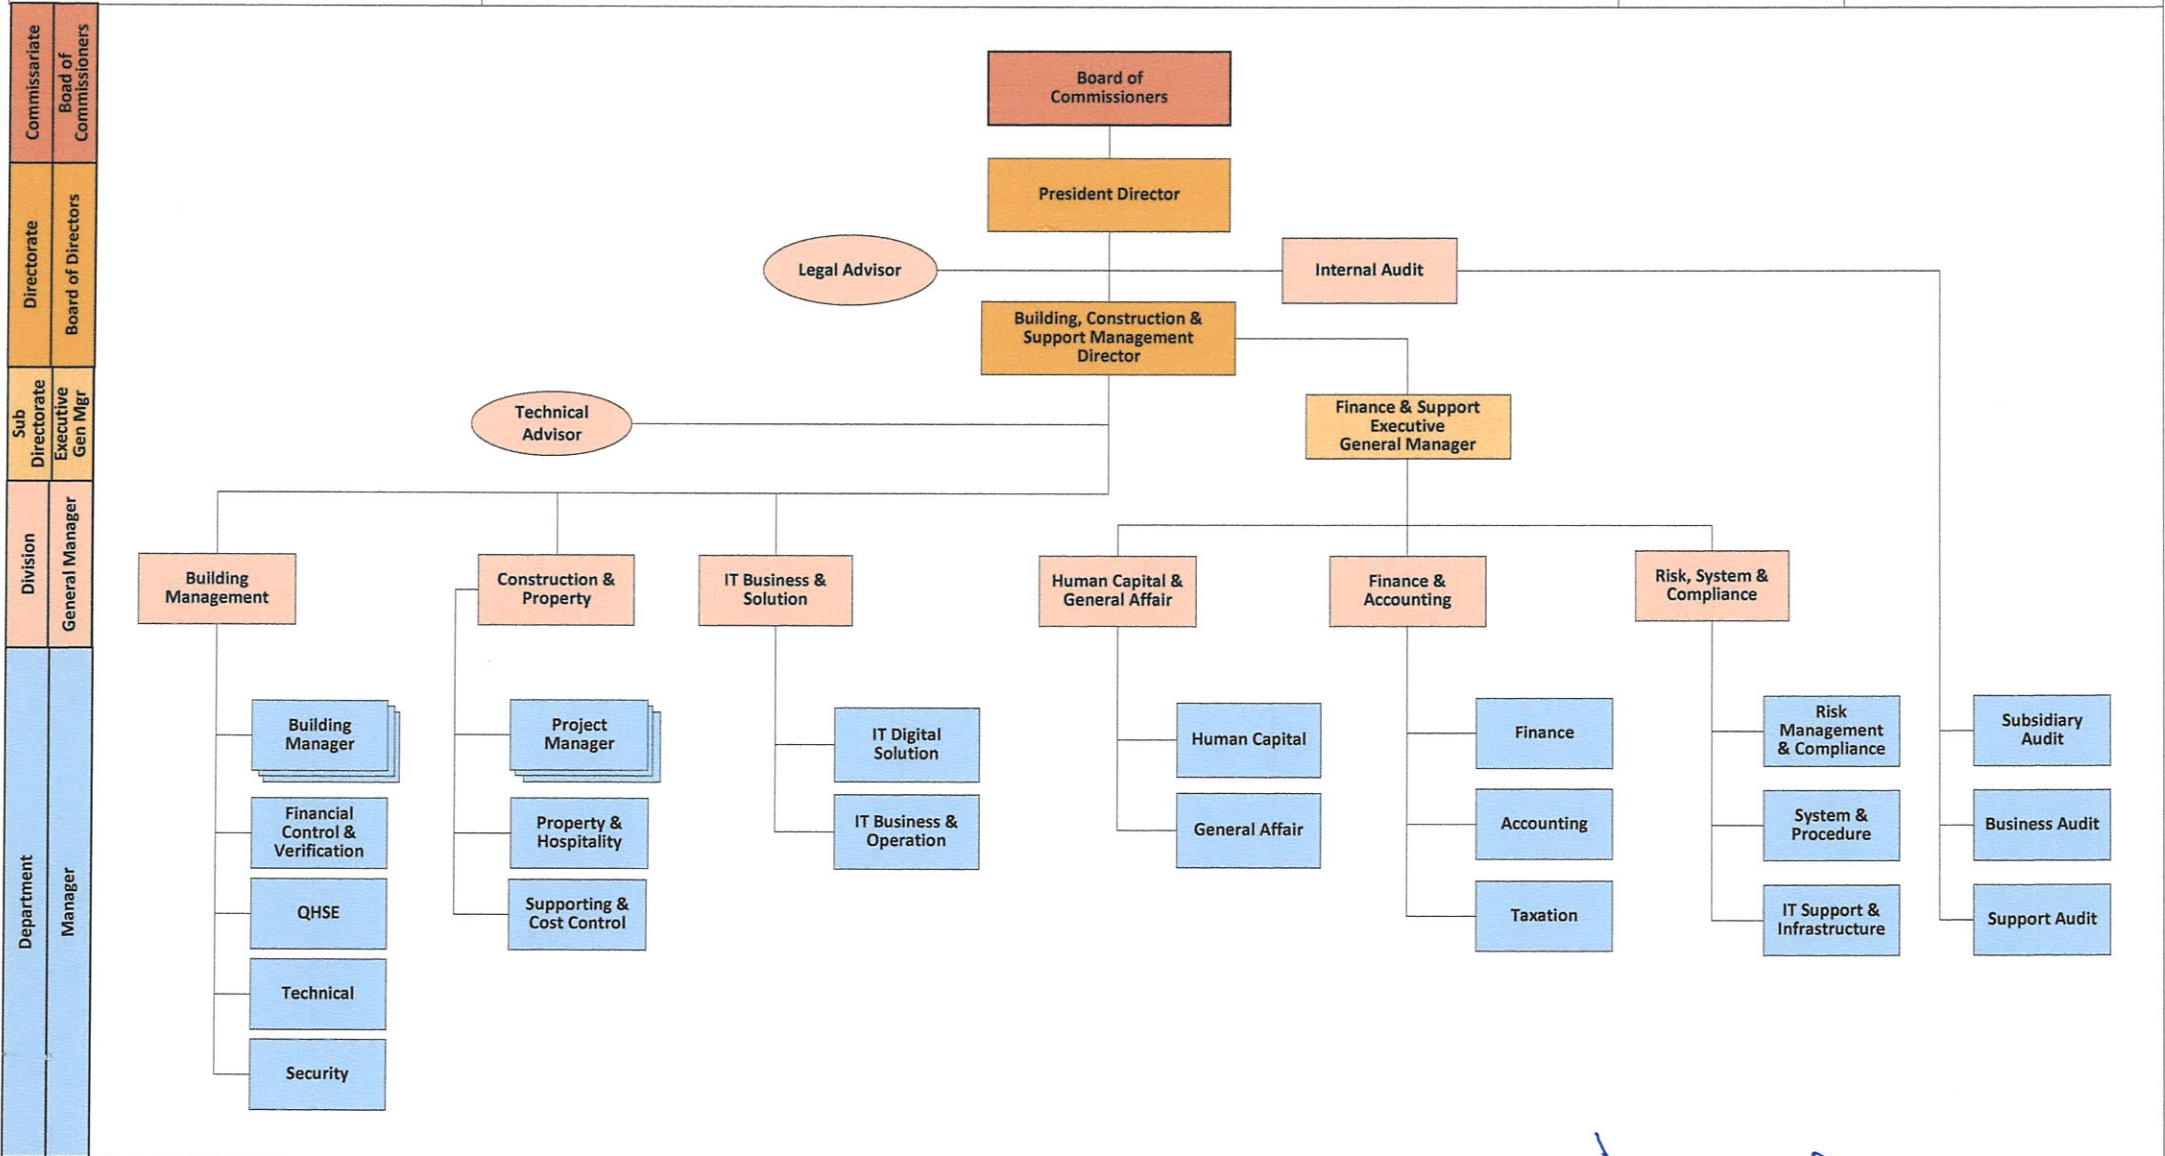 Commissariate
Boad of
Commissioners
Directorate
Board of Directors
Sub
Directorate
Executive
Gen Mgr
Division
General Manager
Department
Manager
Board of
Commissioners
President Director
Legal Advisor
Internal Audit
Building, Construction &
Support Management
Director
Technical
Advisor
Finance & Support
Executive
General Manager
Building
Management
Construction &
Property
IT Business &
Solution
Human Capital &
General Affair
Finance &
Accounting
Risk, System &
Compliance
Building
Manager
Financial
Control &
Verification
QHSE
Technical
Security
Project
Manager
Property &
Hospitality
Supporting &
Cost Control
IT Digital
Solution
IT Business &
Operation
Human Capital
General Affair
Finance
Accounting
Taxation
Risk
Management
& Compliance
System &
Procedure
IT Support &
Infrastructure
Subsidiary
Audit
Business Audit
Support Audit